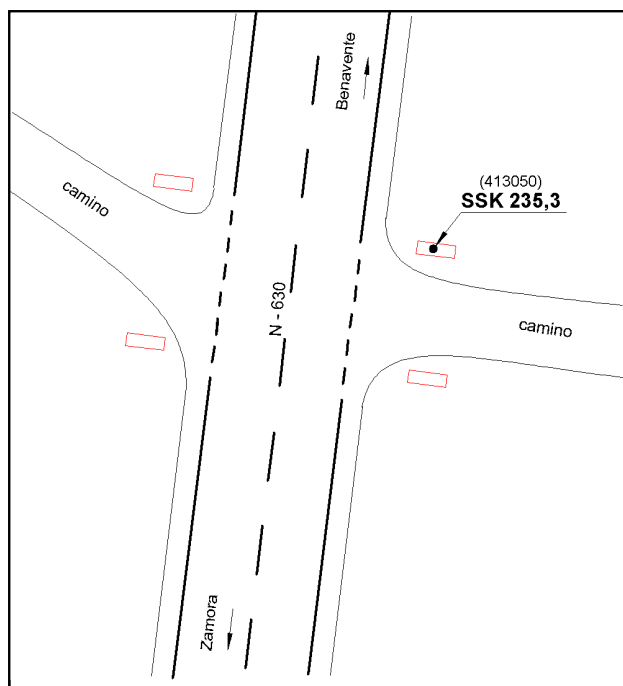 Benavente
(413050)
SSK 235,3
camino
N - 630
camino
Zamora